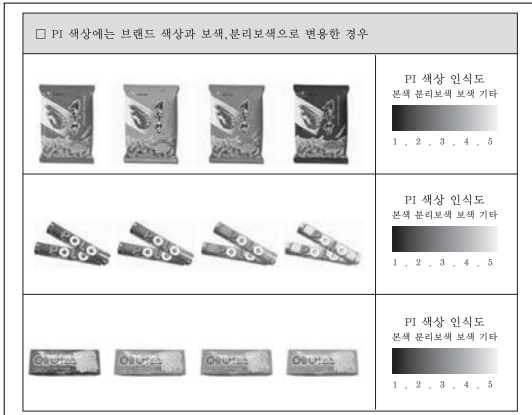 □ PI 색상에는 브랜드 색상과 보색,분리보색으로 변용한 경우
PI 색상 인식도
본색 분리보색 보색 기타
1 . 2 . 3 . 4 . 5
PI 색상 인식도
본색 분리보색 보색 기타
1 . 2 . 3 . 4 . 5
PI 색상 인식도
본색 분리보색 보색 기타
1 . 2 . 3 . 4 . 5